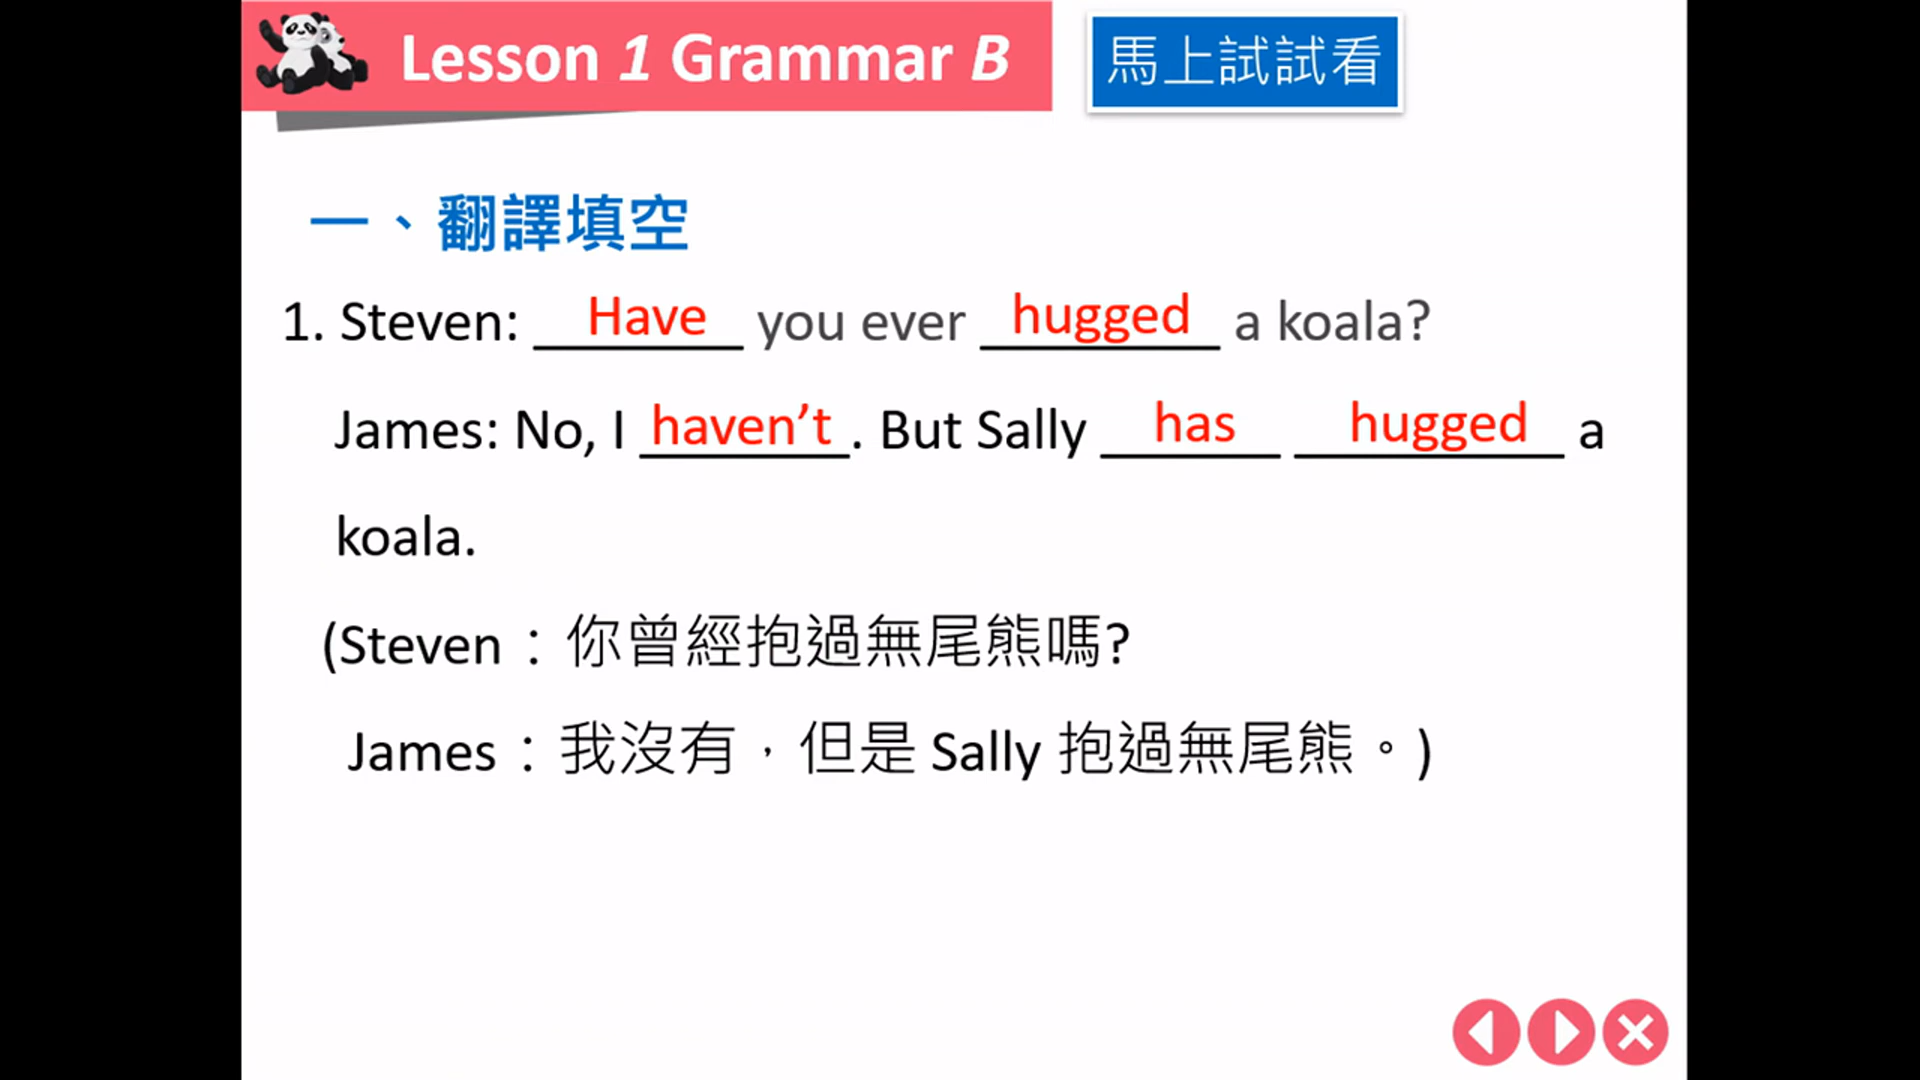 Lesson 1 Grammar B
馬上試試看
一、翻譯填空
1. Steven: Have you ever hugged a koala?
James: No, I haven't. But Sally has hugged a
koala.
(Steven：你曾經抱過無尾熊嗎?
James：我沒有，但是 Sally 抱過無尾熊。)